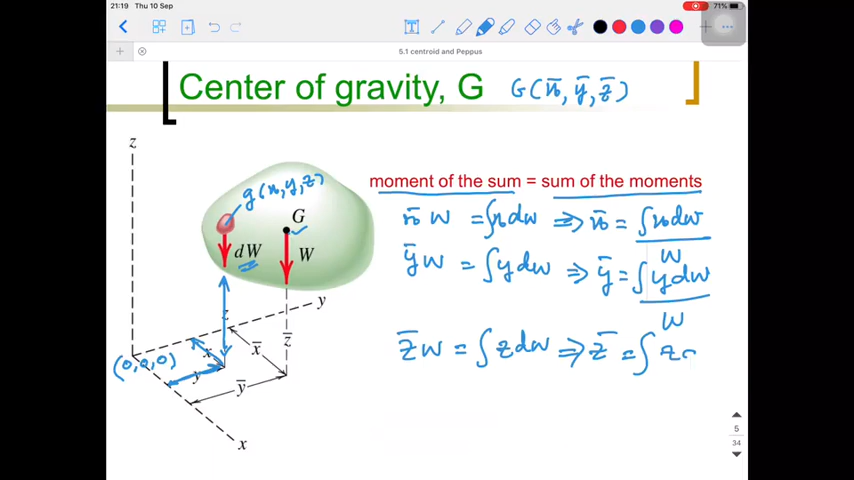 21:19 Thu 10 Sep
71%
5.1 centroid and Peppus
Center of gravity, G G(x̄, ȳ, z̄)
z
g(x, y, z)
moment of the sum = sum of the moments
G
dW
W
x̄ W = ∫x dw ⇒ x̄ = ∫x dw
W
ȳ W = ∫y dw ⇒ ȳ = ∫y dw
W
z̄ W = ∫z dw ⇒ z̄ = ∫z
y
z
z̄
x
x̄
(0,0,0)
y
ȳ
x
5
34